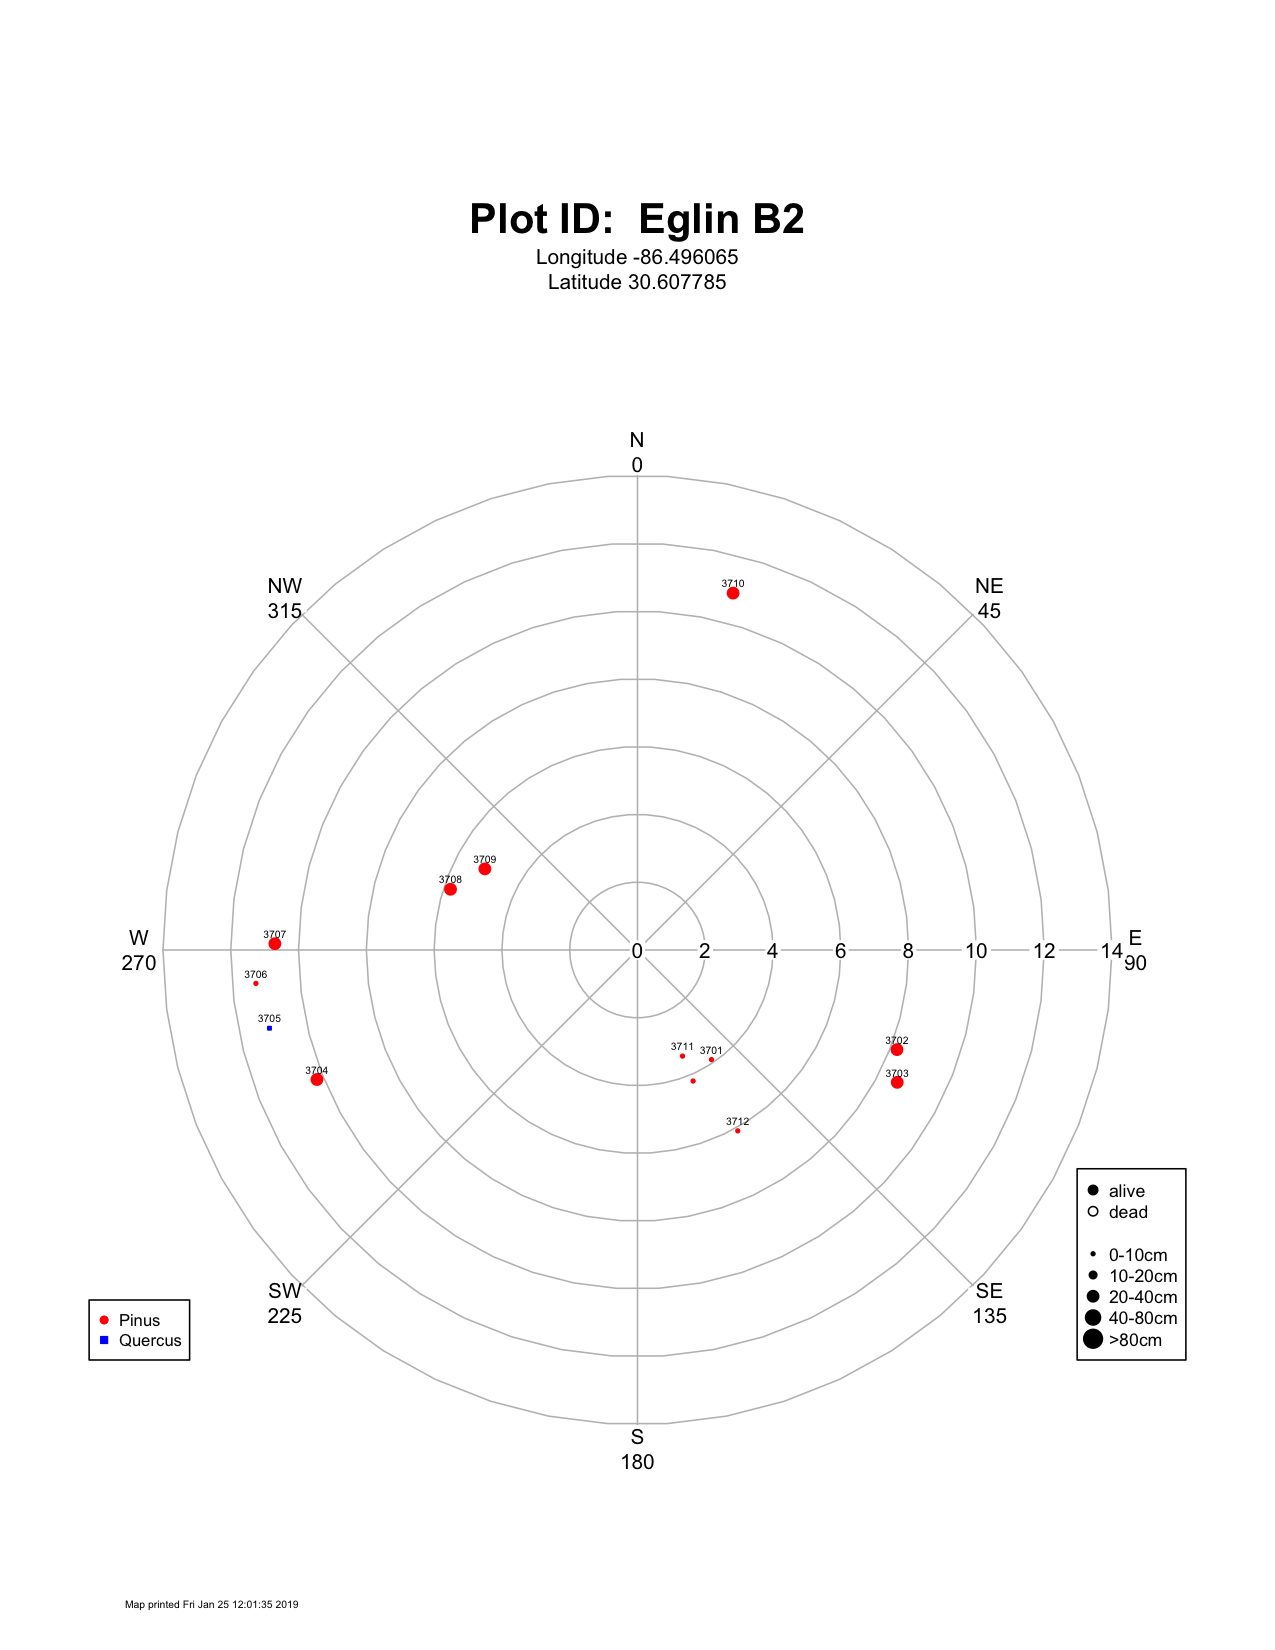 Plot ID:  Eglin B2
Longitude -86.496065
Latitude 30.607785
N
0
NW
315
NE
45
3710
3709
3708
3707
W
270
0 2 4 6 8 10 12 14
E
90
3706
3705
3704
3711
3701
3702
3703
3712
alive
dead
0-10cm
10-20cm
20-40cm
40-80cm
>80cm
SW
225
SE
135
Pinus
Quercus
S
180
Map printed Fri Jan 25 12:01:35 2019